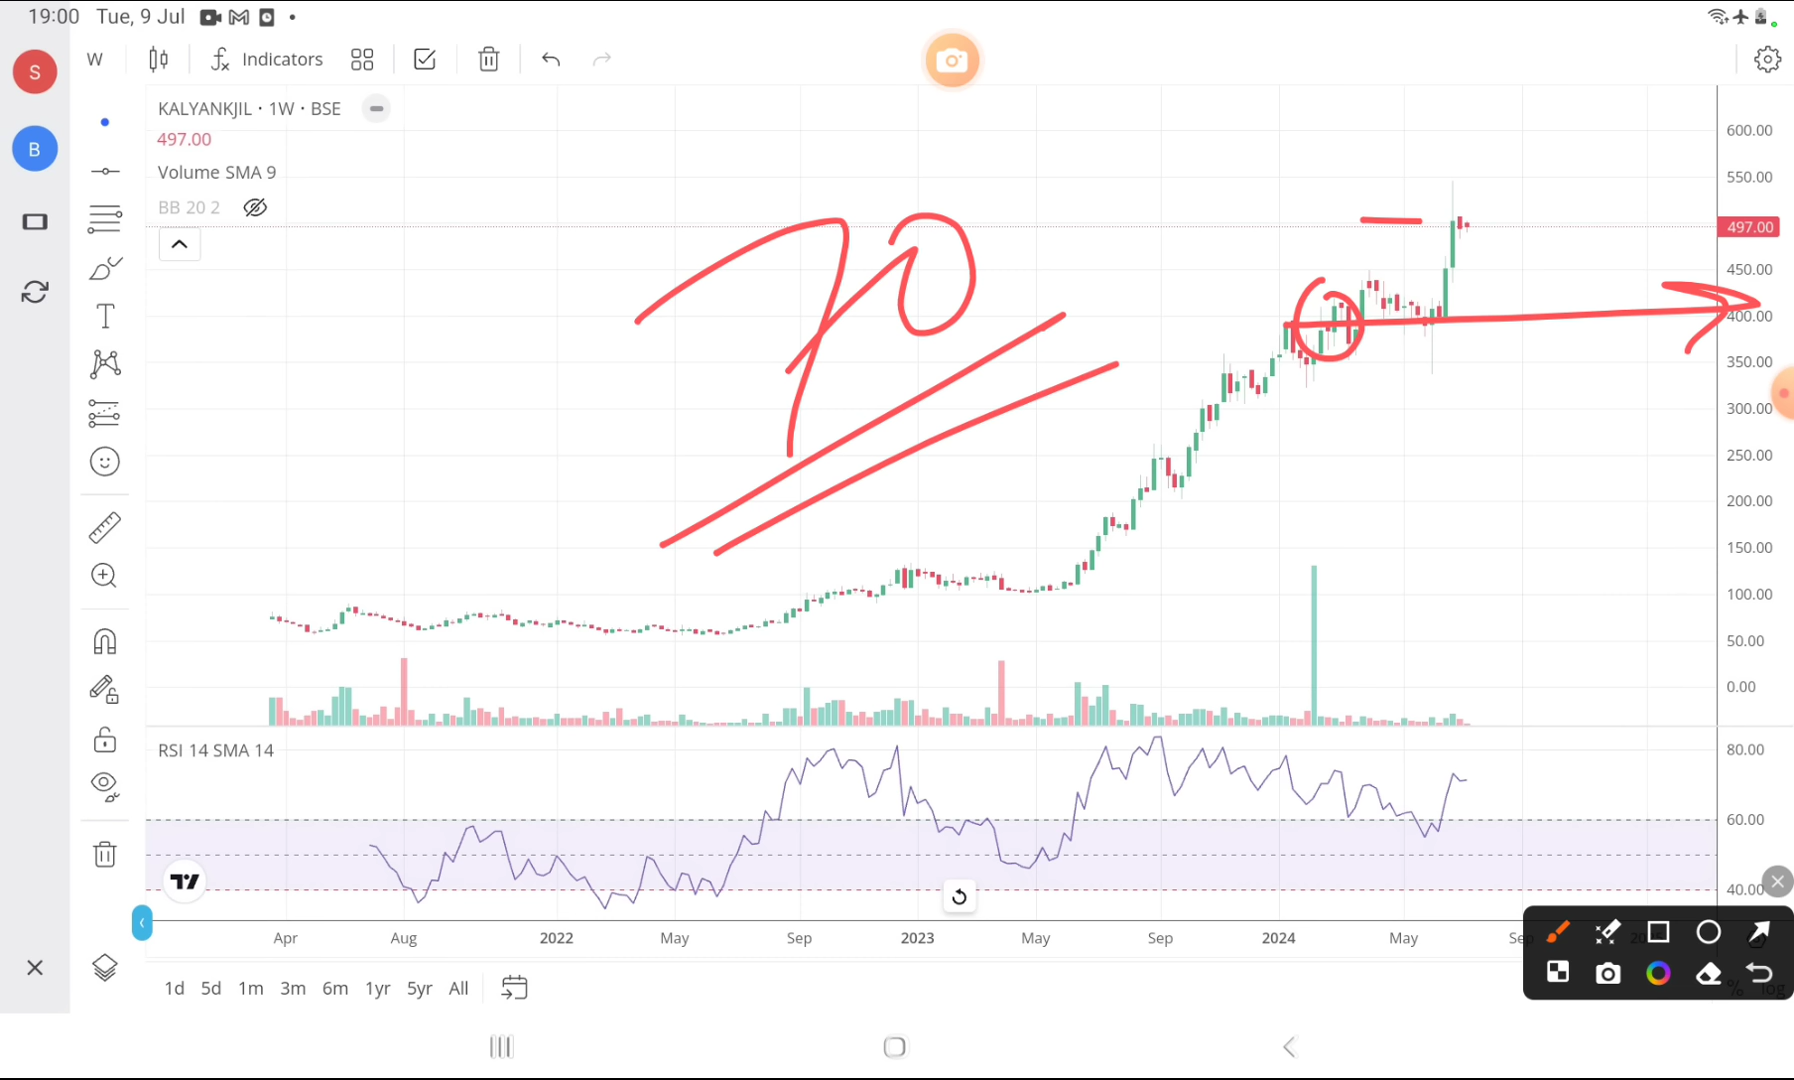 19:00 Tue, 9 Jul
S
W
Indicators
B
KALYANKJIL · 1W · BSE
497.00
Volume SMA 9
BB 20 2
70
600.00
550.00
497.00
450.00
400.00
350.00
300.00
250.00
200.00
150.00
100.00
50.00
0.00
RSI 14 SMA 14
80.00
60.00
40.00
Apr Aug 2022 May Sep 2023 May Sep 2024 May Sep
1d 5d 1m 3m 6m 1yr 5yr All
% log